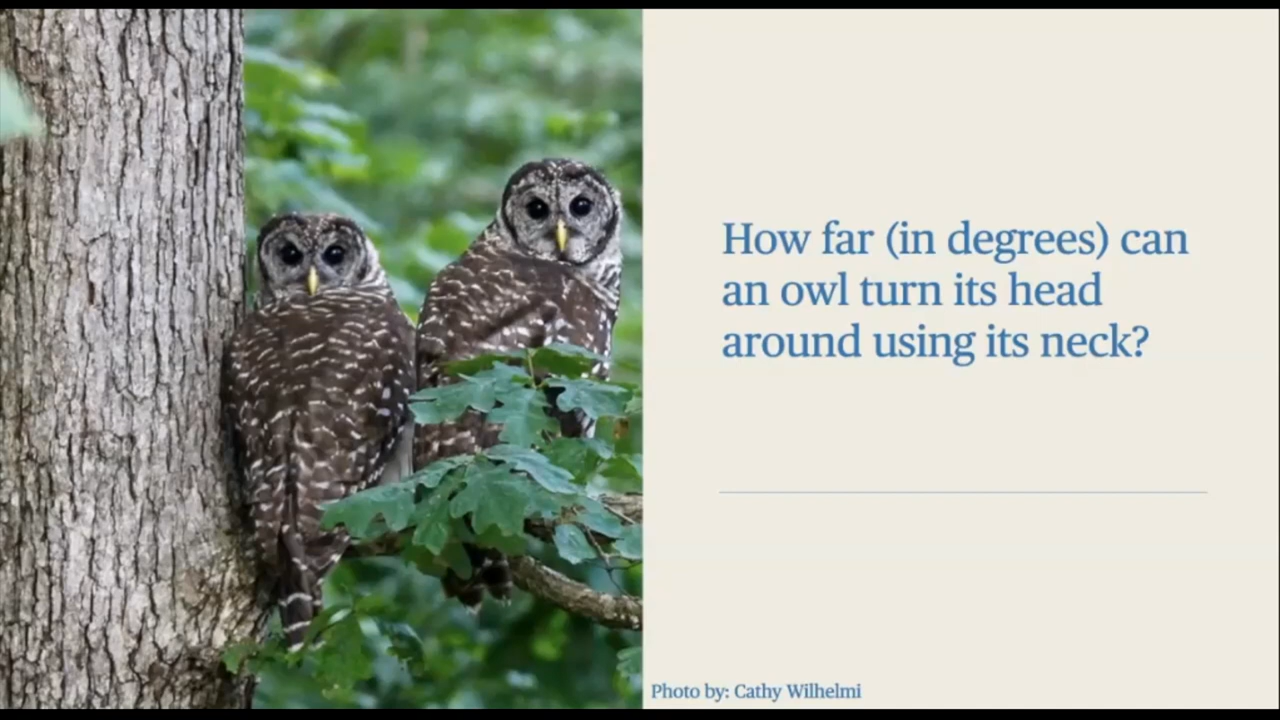 How far (in degrees) can
an owl turn its head
around using its neck?
Photo by: Cathy Wilhelmi